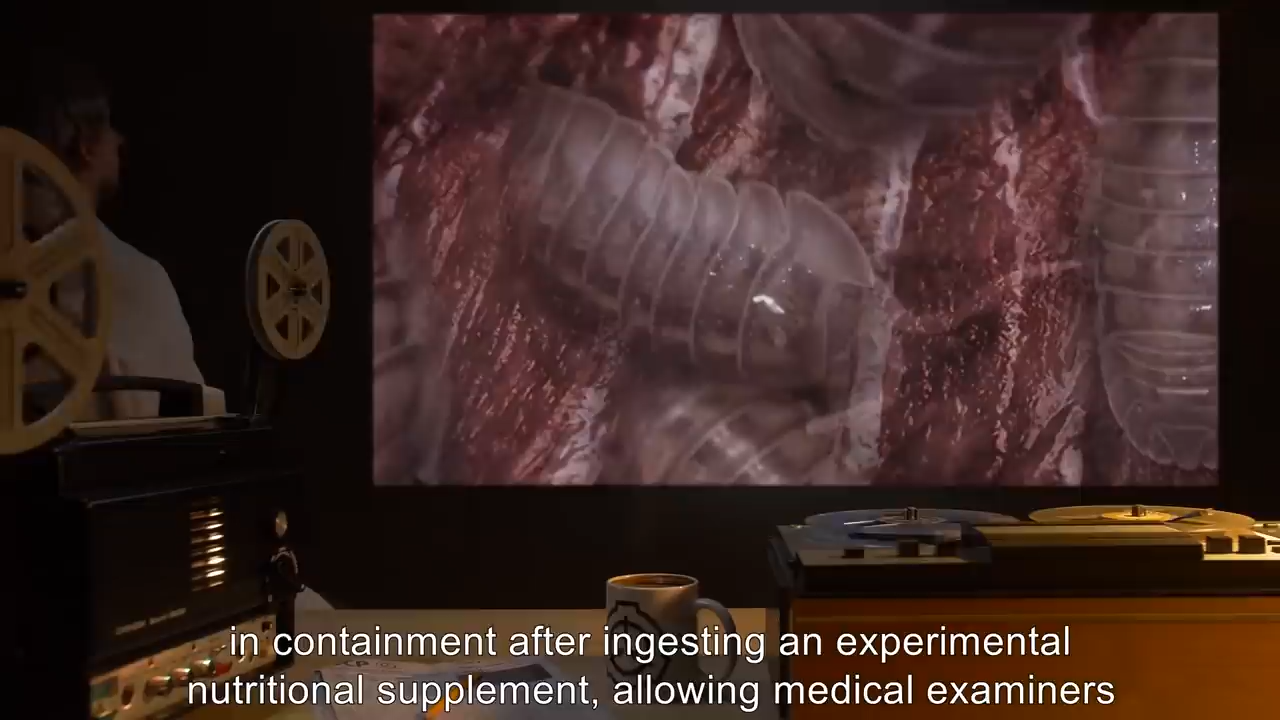 in containment after ingesting an experimental
nutritional supplement, allowing medical examiners